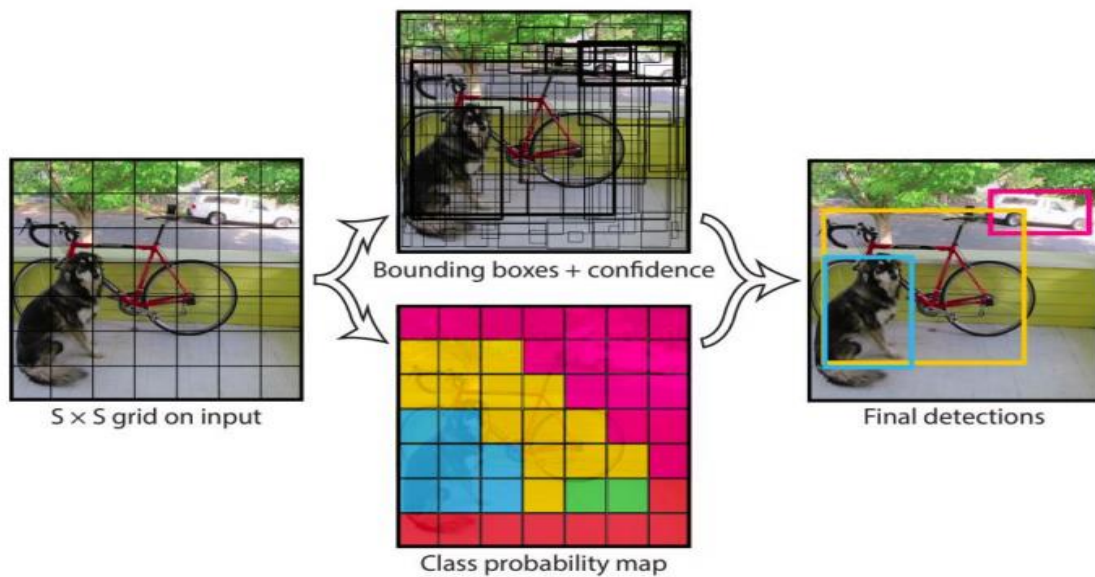 Bounding boxes + confidence
S × S grid on input
Final detections
Class probability map